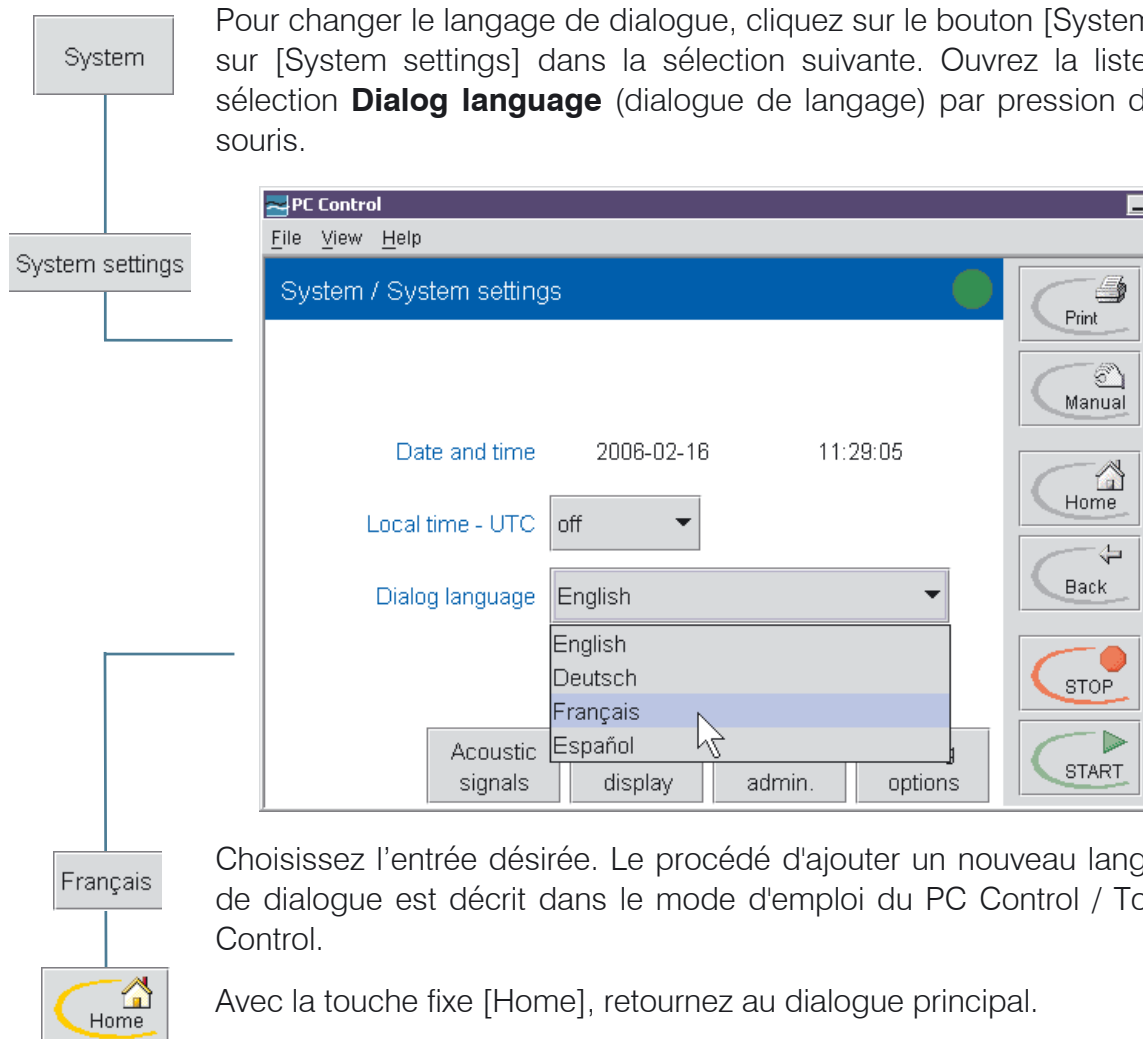 System
Pour changer le langage de dialogue, cliquez sur le bouton [System
sur [System settings] dans la sélection suivante. Ouvrez la liste
sélection Dialog language (dialogue de langage) par pression d
souris.
System settings
PC Control
File View Help
System / System settings
Print
Manual
Date and time 2006-02-16 11:29:05
Home
Local time - UTC off
Back
Dialog language English
English
Deutsch
Français
Español
STOP
START
Acoustic
signals display admin. options
Français
Choisissez l’entrée désirée. Le procédé d'ajouter un nouveau lang
de dialogue est décrit dans le mode d'emploi du PC Control / To
Control.
Home
Avec la touche fixe [Home], retournez au dialogue principal.